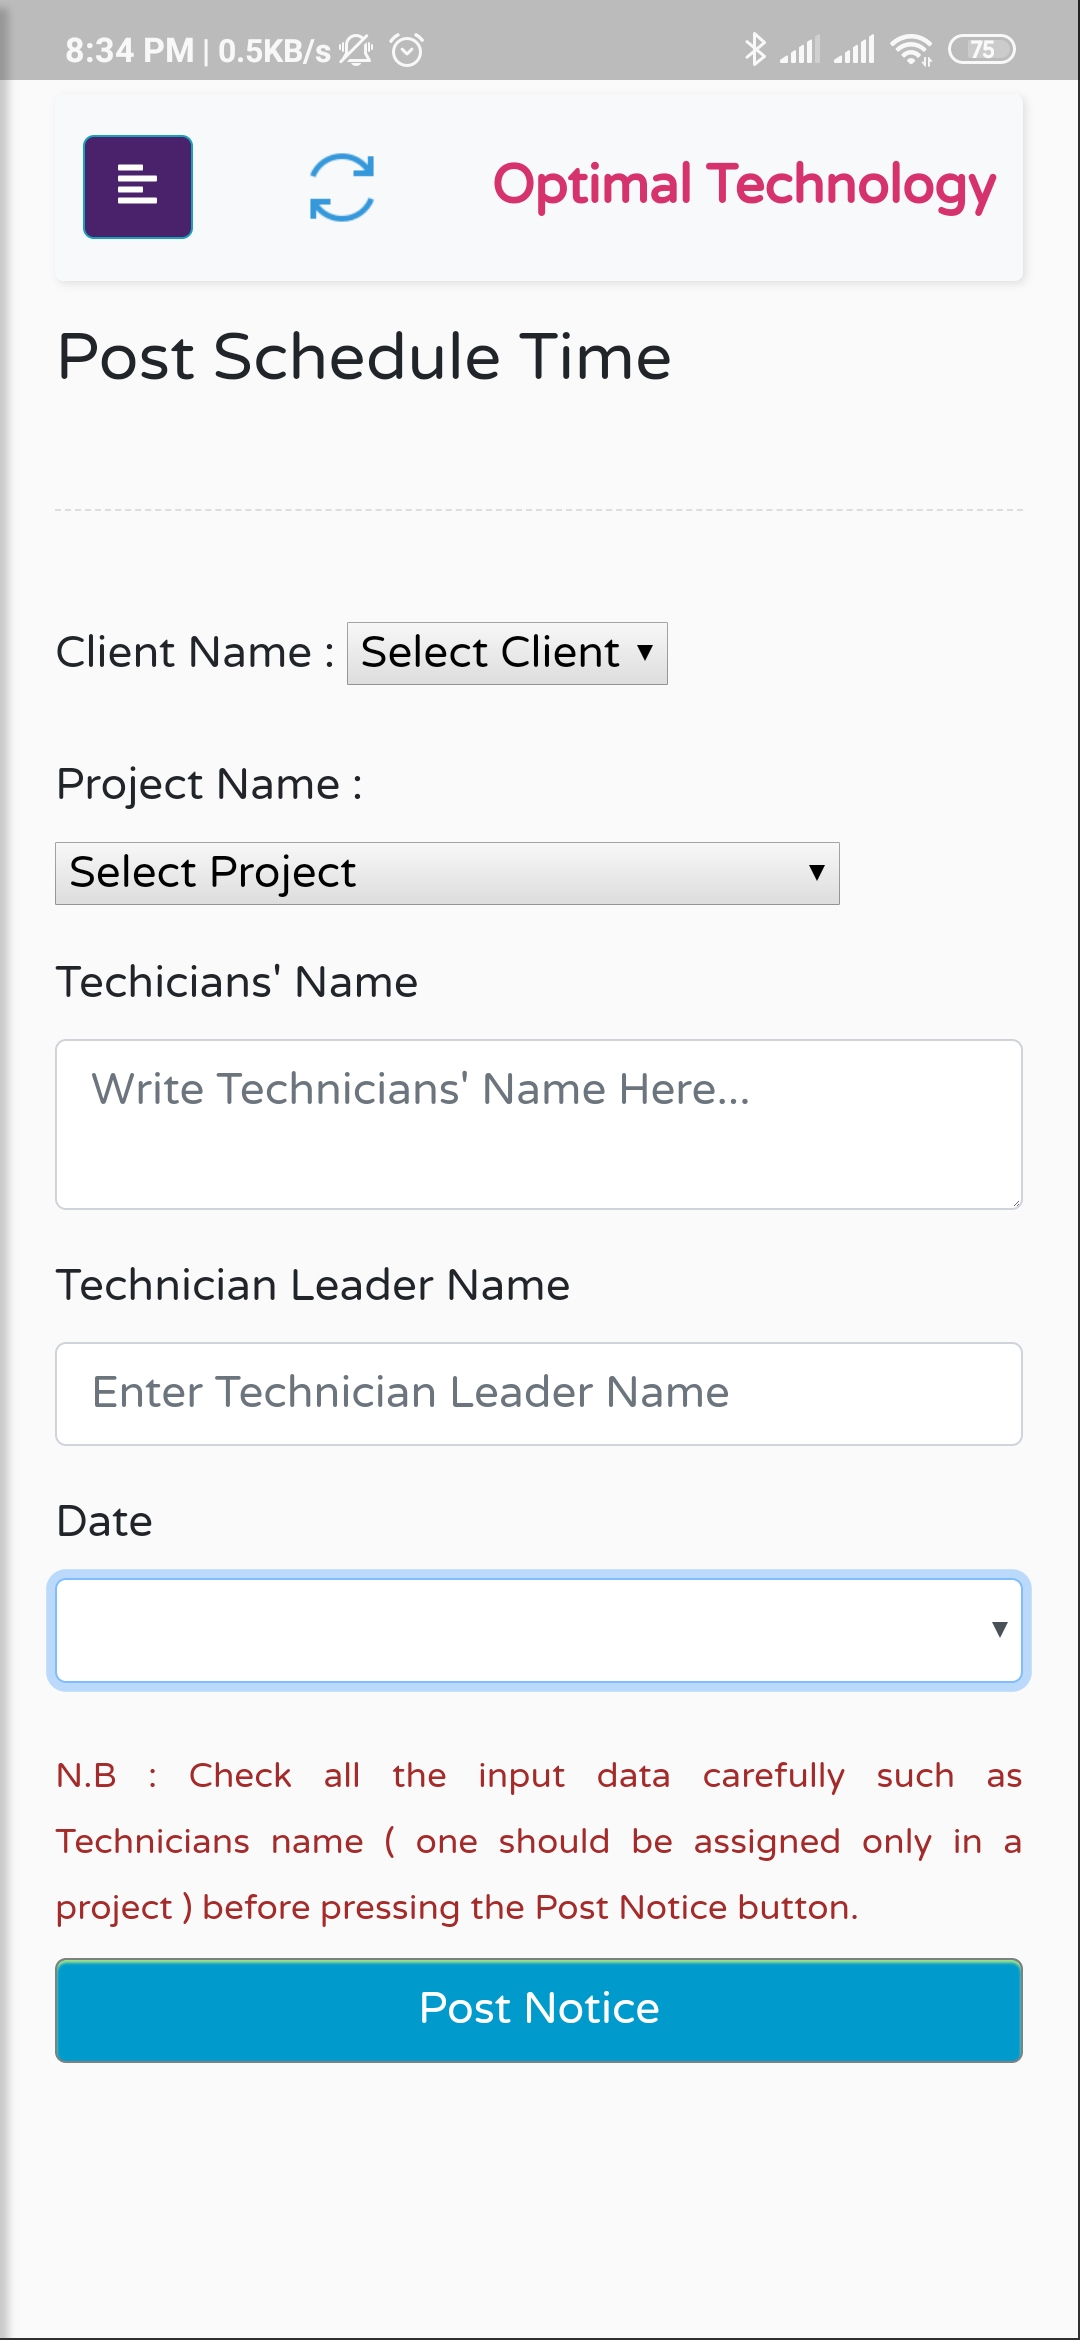 8:34 PM | 0.5KB/s
75
Optimal Technology
Post Schedule Time
Client Name : Select Client
Project Name :
Select Project
Techicians' Name
Write Technicians' Name Here...
Technician Leader Name
Enter Technician Leader Name
Date
N.B : Check all the input data carefully such as
Technicians name ( one should be assigned only in a
project ) before pressing the Post Notice button.
Post Notice